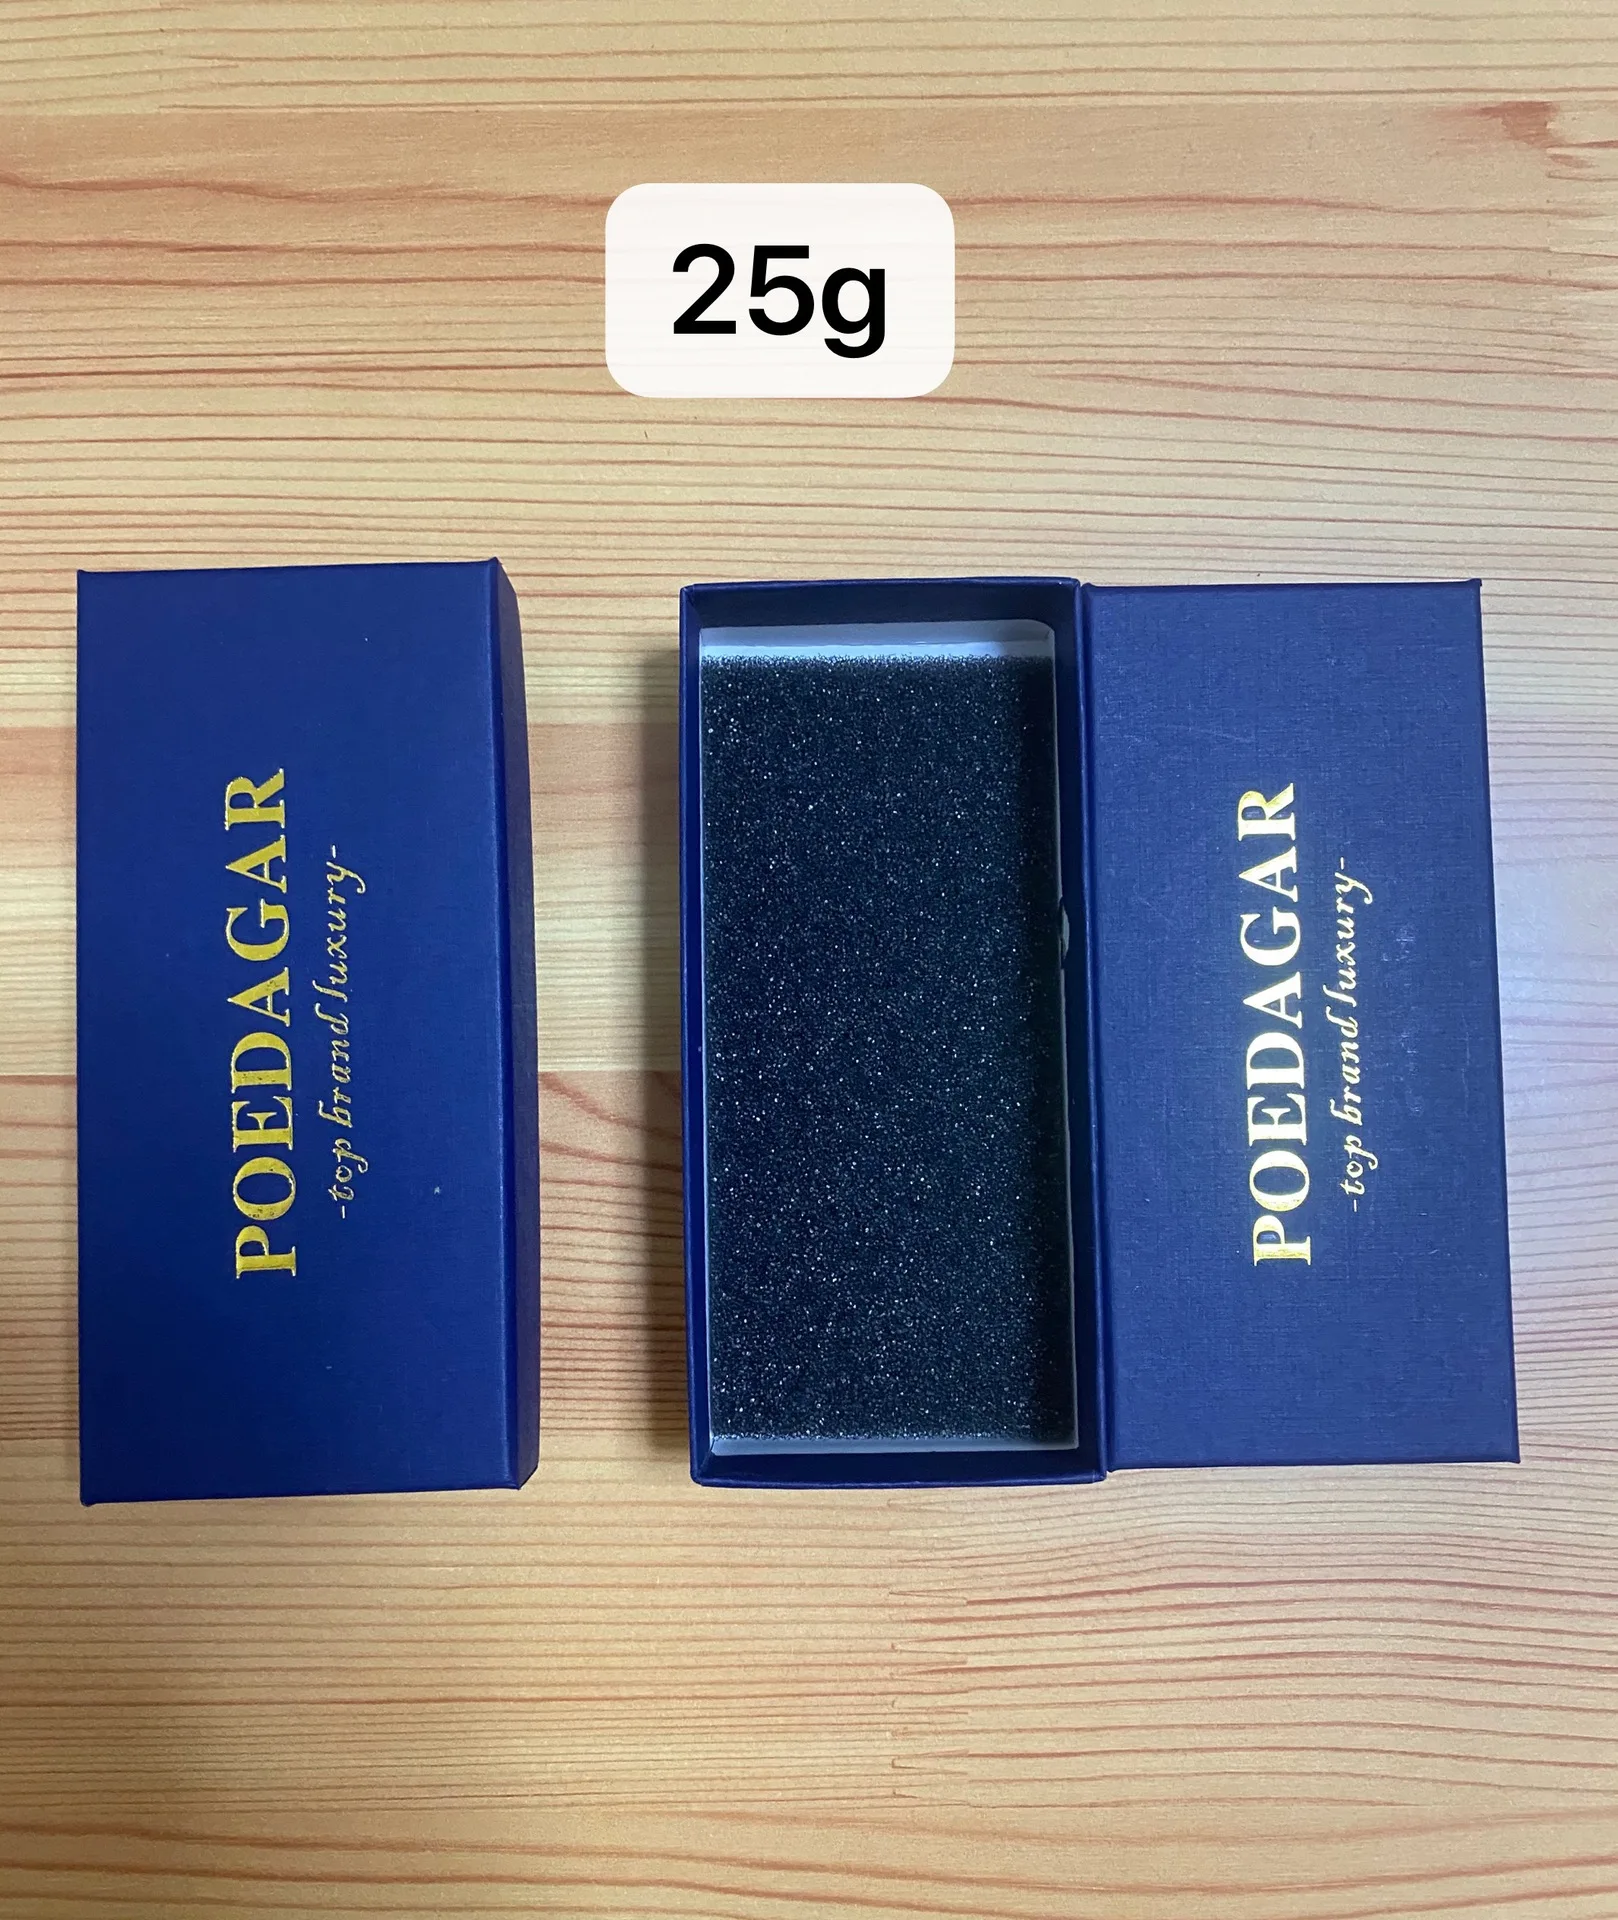 25g
POEDAGAR
-top brand luxury-
POEDAGAR
-top brand luxury-